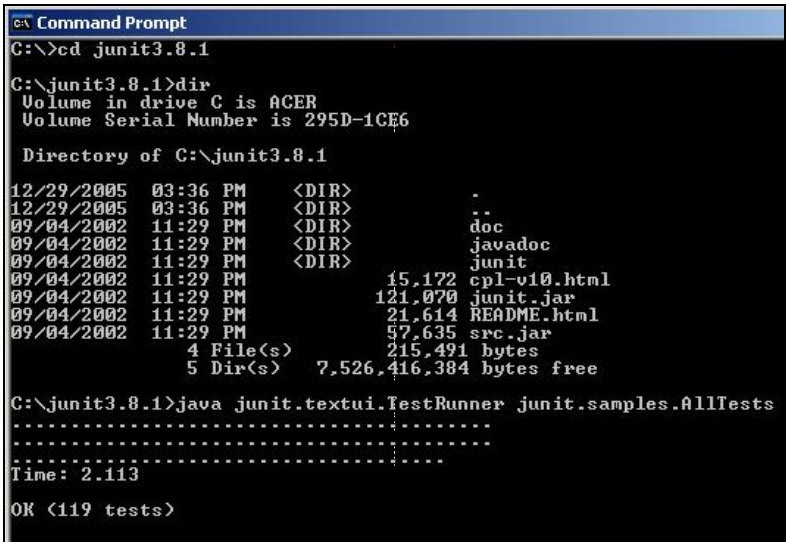 Command Prompt
C:\>cd junit3.8.1
C:\junit3.8.1>dir
Volume in drive C is ACER
Volume Serial Number is 295D-1CE6
Directory of C:\junit3.8.1
12/29/2005 03:36 PM <DIR> .
12/29/2005 03:36 PM <DIR> ..
09/04/2002 11:29 PM <DIR> doc
09/04/2002 11:29 PM <DIR> javadoc
09/04/2002 11:29 PM <DIR> junit
09/04/2002 11:29 PM 15,172 cpl-v10.html
09/04/2002 11:29 PM 121,070 junit.jar
09/04/2002 11:29 PM 21,614 README.html
09/04/2002 11:29 PM 57,635 src.jar
4 File(s) 215,491 bytes
5 Dir(s) 7,526,416,384 bytes free
C:\junit3.8.1>java junit.textui.TestRunner junit.samples.AllTests
.........................................
.........................................
.....................................
Time: 2.113
OK (119 tests)